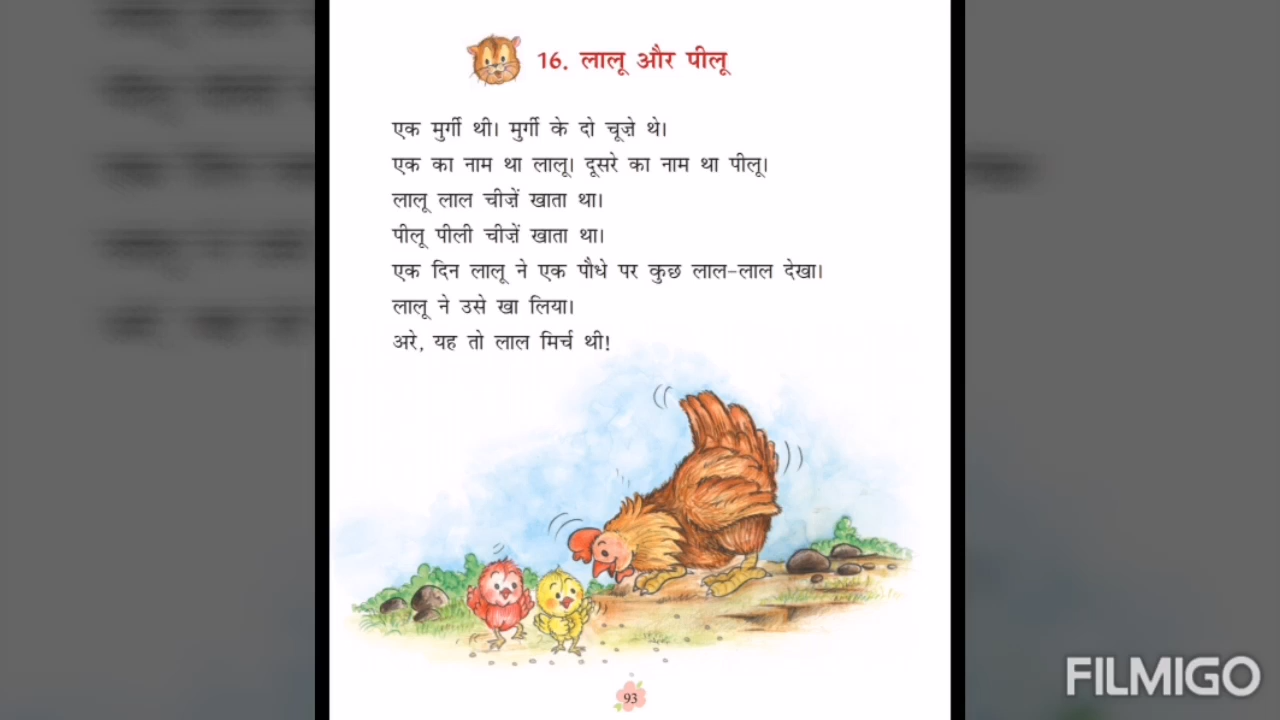 16. लालू और पीलू
एक मुर्गी थी। मुर्गी के दो चूज़े थे।
एक का नाम था लालू। दूसरे का नाम था पीलू।
लालू लाल चीज़ें खाता था।
पीलू पीली चीज़ें खाता था।
एक दिन लालू ने एक पौधे पर कुछ लाल-लाल देखा।
लालू ने उसे खा लिया।
अरे, यह तो लाल मिर्च थी!
93
FILMIGO